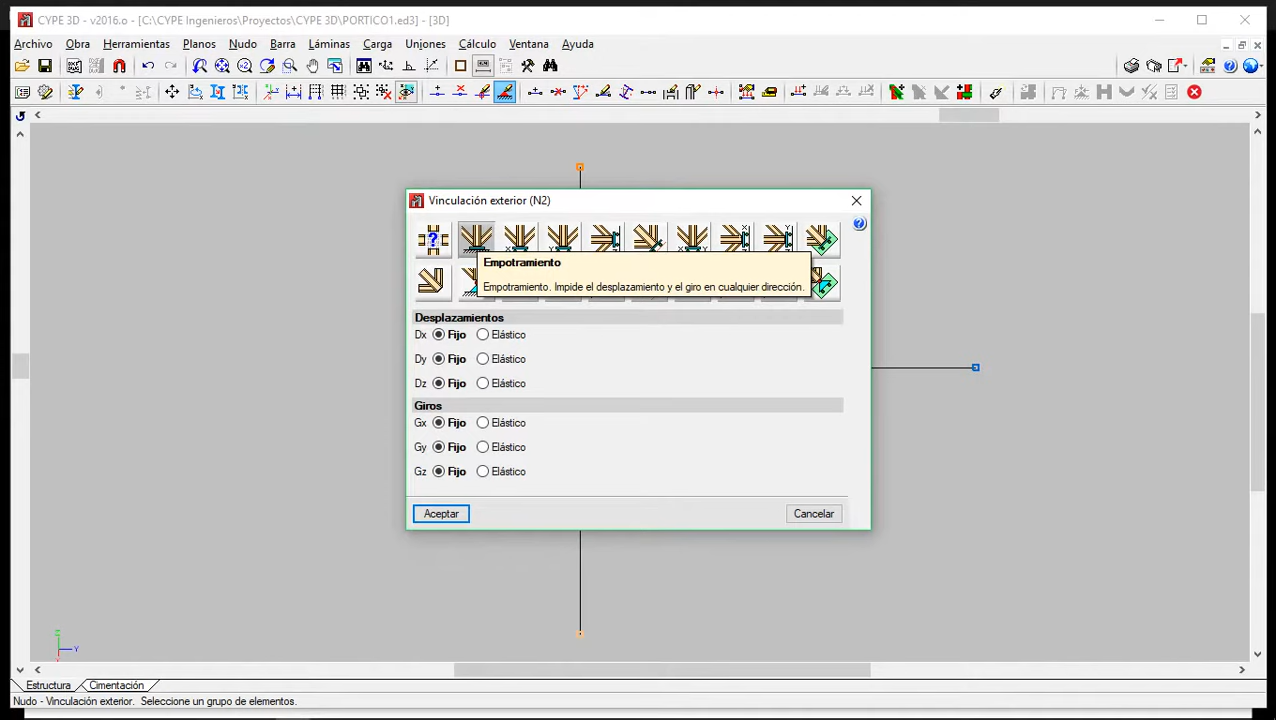 CYPE 3D - v2016.o - [C:\CYPE Ingenieros\Proyectos\CYPE 3D\PORTICO1.ed3] - [3D]
Archivo Obra Herramientas Planos Nudo Barra Láminas Carga Uniones Cálculo Ventana Ayuda
Vinculación exterior (N2)
Empotramiento
Empotramiento. Impide el desplazamiento y el giro en cualquier dirección.
Desplazamientos
Dx Fijo Elástico
Dy Fijo Elástico
Dz Fijo Elástico
Giros
Gx Fijo Elástico
Gy Fijo Elástico
Gz Fijo Elástico
Aceptar Cancelar
Z
Y
Estructura Cimentación
Nudo - Vinculación exterior. Seleccione un grupo de elementos.